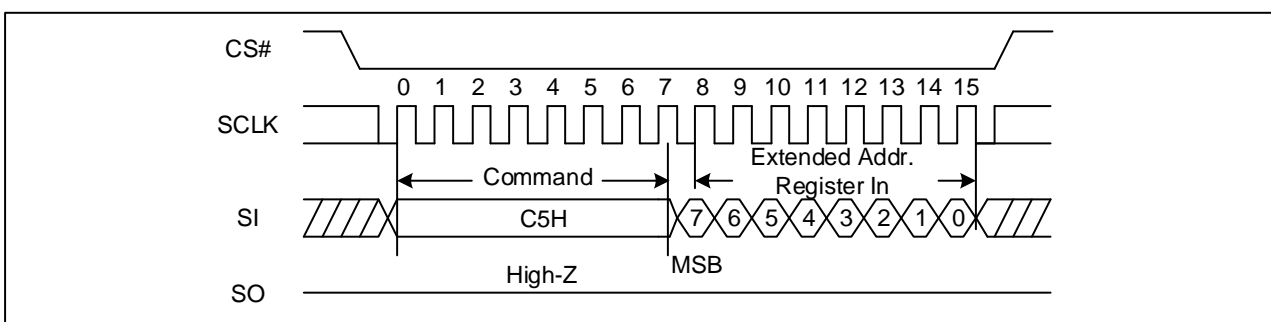 CS#
0 1 2 3 4 5 6 7 8 9 10 11 12 13 14 15
SCLK
Command
Extended Addr.
Register In
SI
C5H
7 6 5 4 3 2 1 0
High-Z
MSB
SO